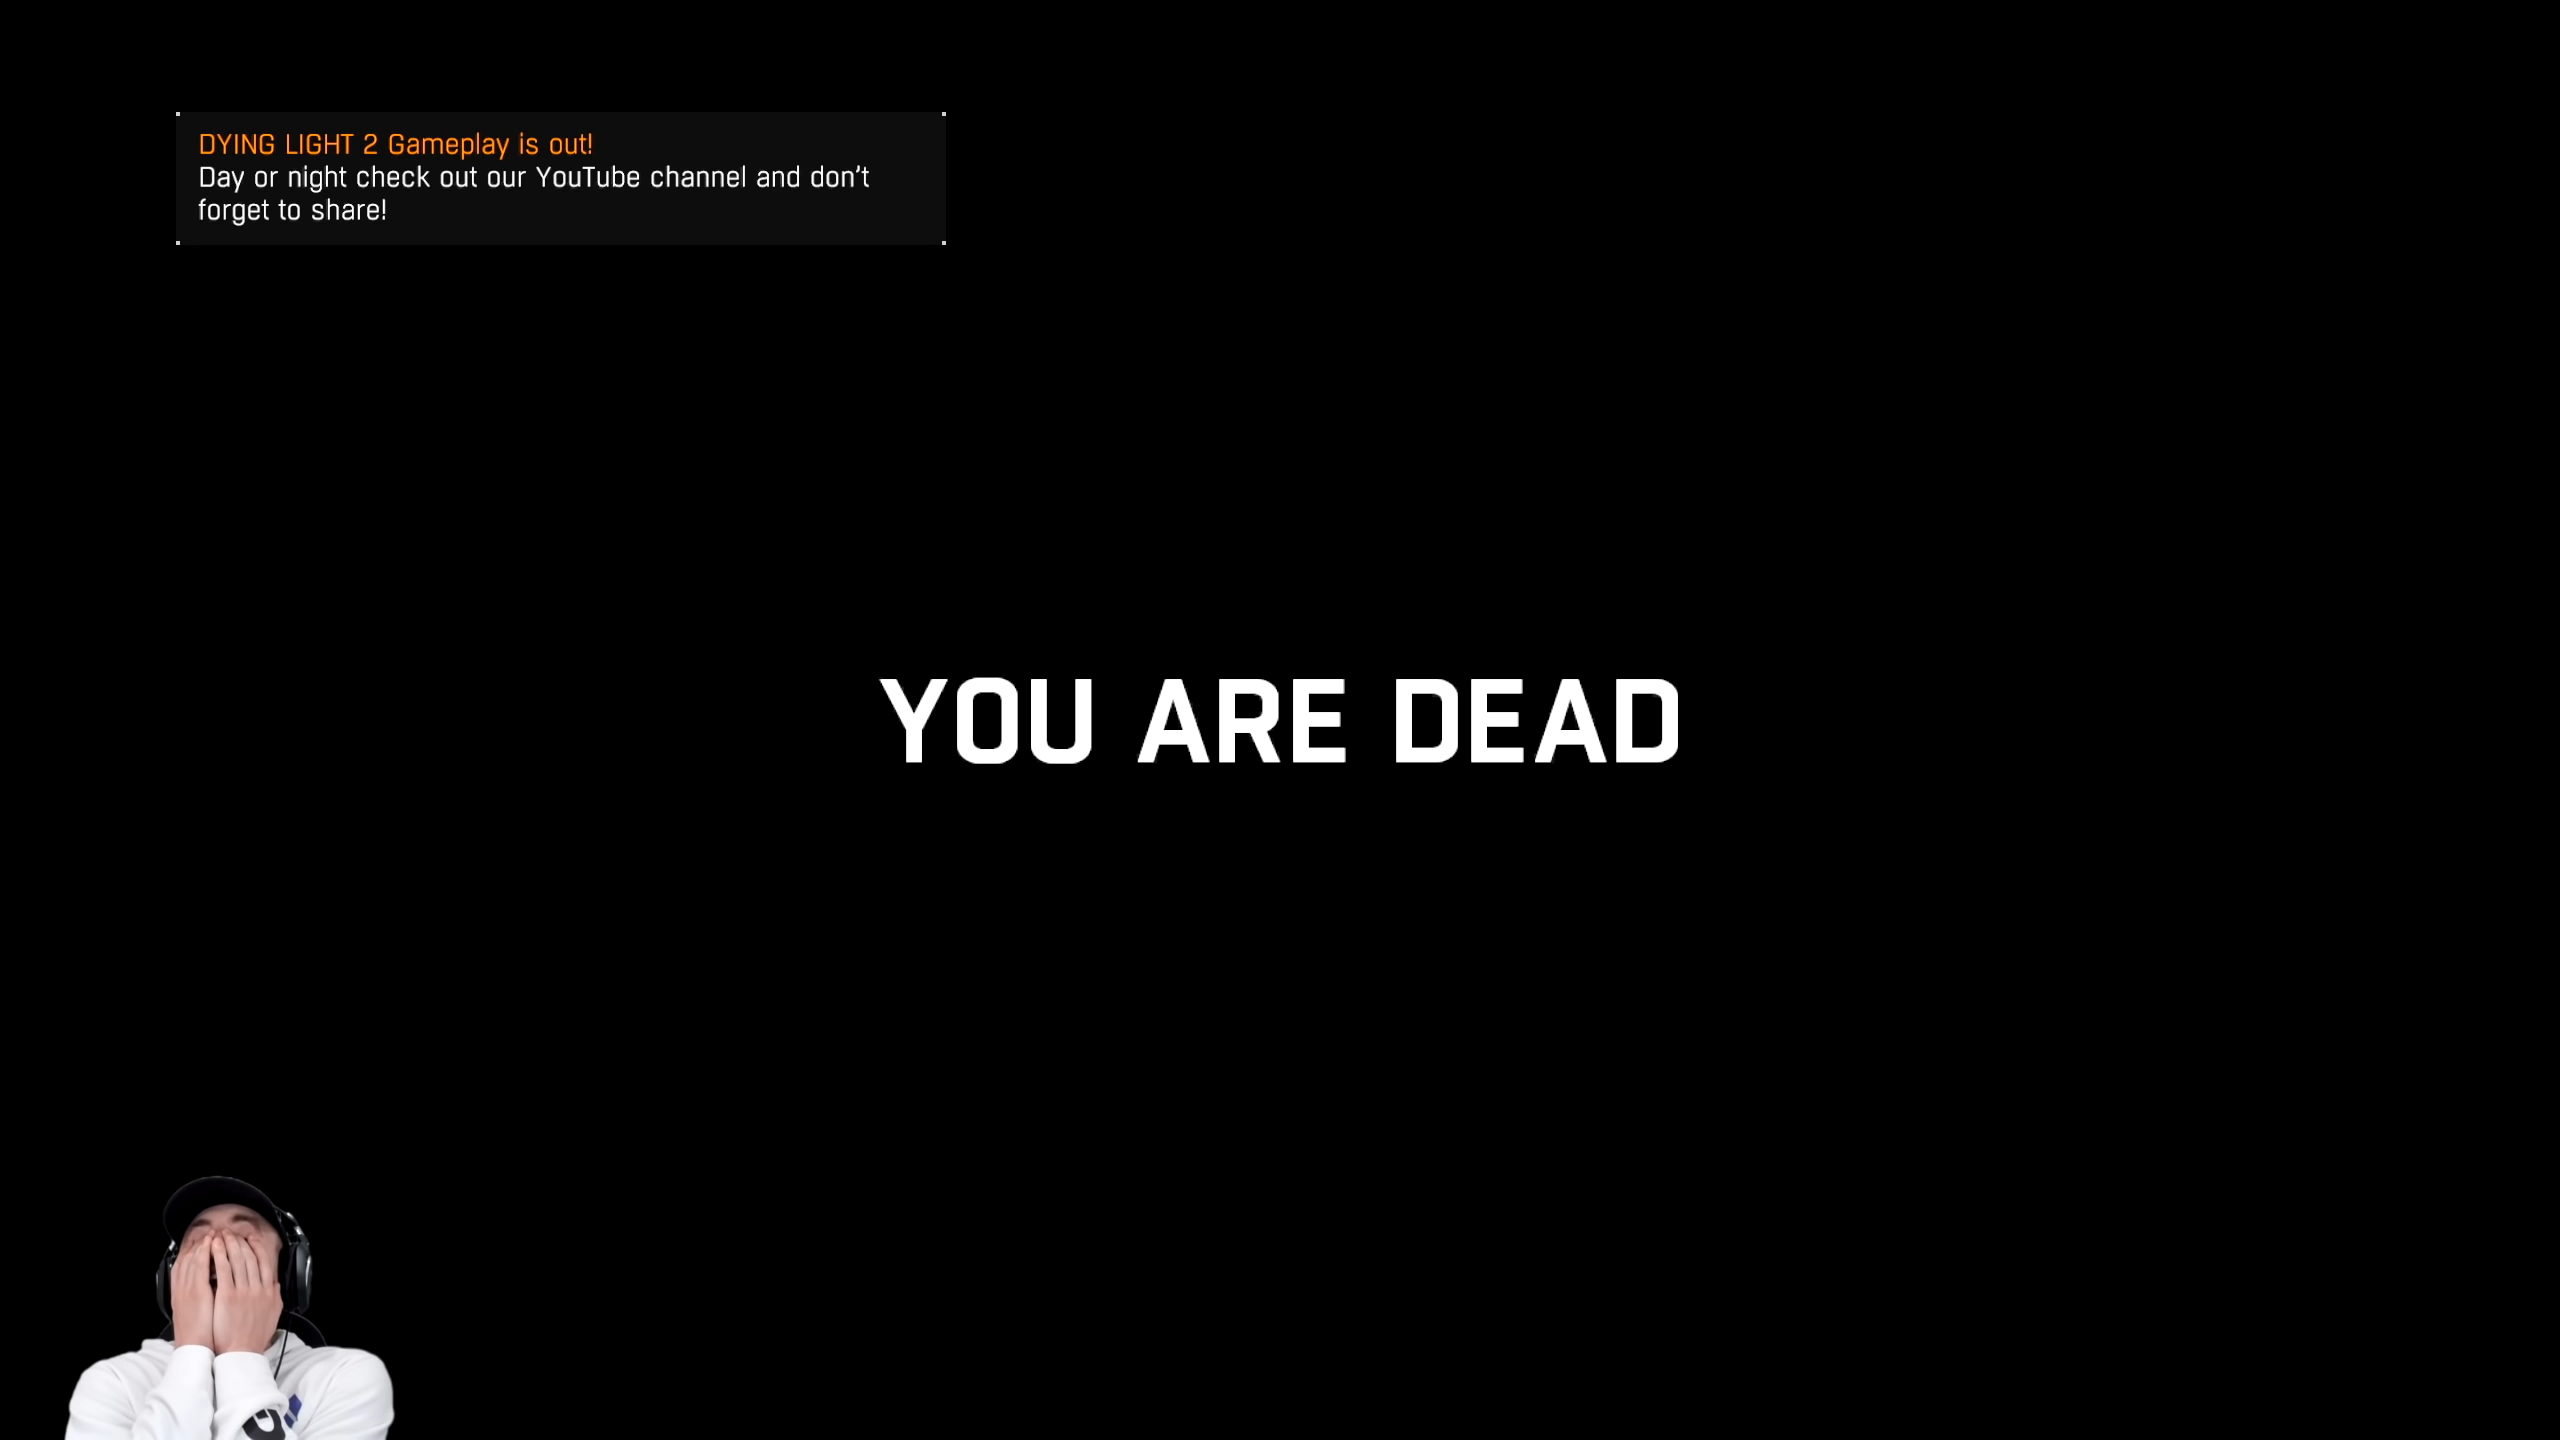 DYING LIGHT 2 Gameplay is out!
Day or night check out our YouTube channel and don't
forget to share!
YOU ARE DEAD